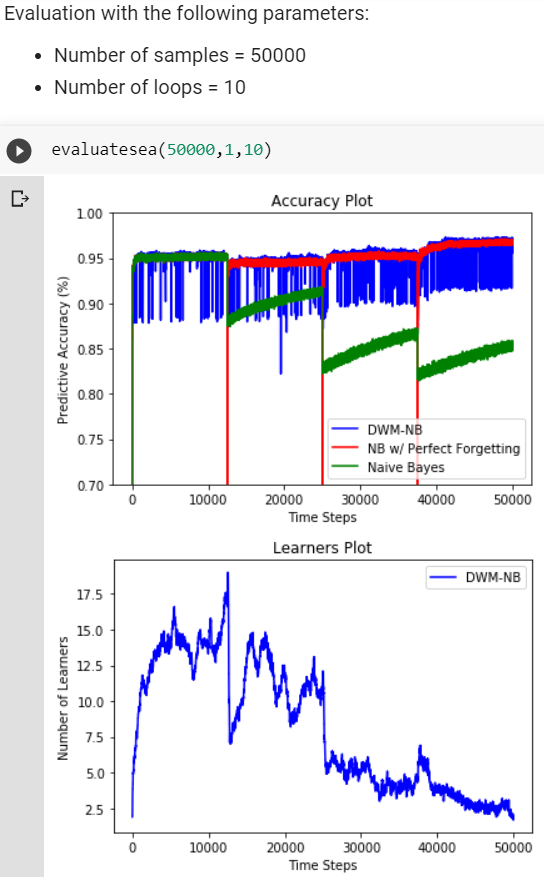 Evaluation with the following parameters:
• Number of samples = 50000
• Number of loops = 10
evaluatesea(50000,1,10)
Accuracy Plot
1.00
0.95
0.90
0.85
0.80
0.75
0.70
Predictive Accuracy (%)
DWM-NB
NB w/ Perfect Forgetting
Naive Bayes
0 10000 20000 30000 40000 50000
Time Steps
Learners Plot
DWM-NB
17.5
15.0
12.5
10.0
7.5
5.0
2.5
Number of Learners
0 10000 20000 30000 40000 50000
Time Steps